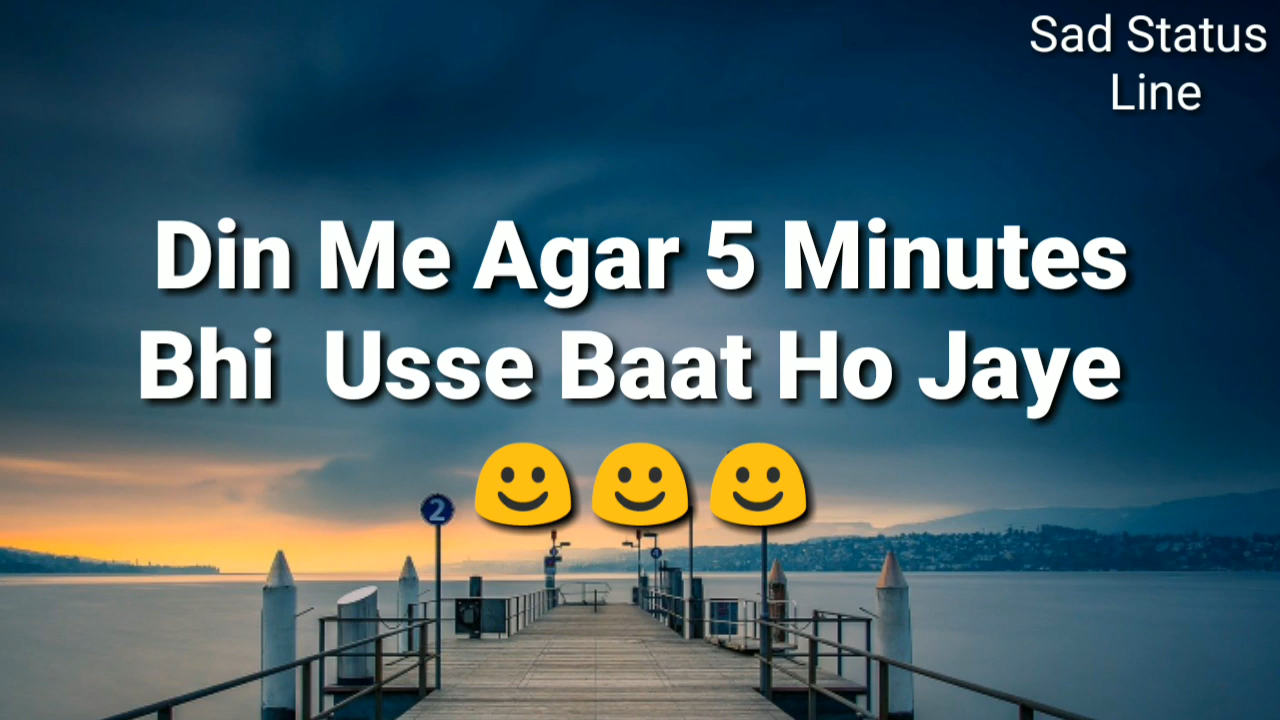 Sad Status
Line
Din Me Agar 5 Minutes
Bhi  Usse Baat Ho Jaye
🙂🙂🙂
2